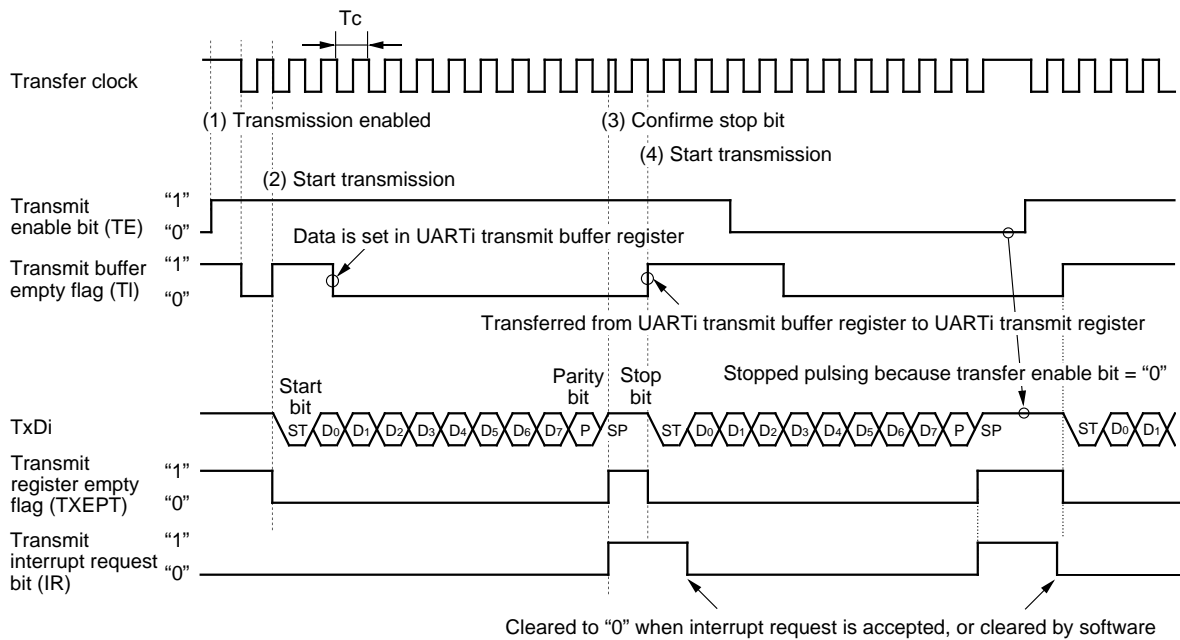 Tc
Transfer clock
(1) Transmission enabled
(3) Confirme stop bit
(4) Start transmission
(2) Start transmission
Transmit
enable bit (TE)
“1”
“0”
Data is set in UARTi transmit buffer register
Transmit buffer
empty flag (TI)
“1”
“0”
Transferred from UARTi transmit buffer register to UARTi transmit register
Start
bit
Parity
bit
Stop
bit
Stopped pulsing because transfer enable bit = “0”
TxDi
ST D0 D1 D2 D3 D4 D5 D6 D7 P SP ST D0 D1 D2 D3 D4 D5 D6 D7 P SP ST D0 D1
Transmit
register empty
flag (TXEPT)
“1”
“0”
Transmit
interrupt request
bit (IR)
“1”
“0”
Cleared to “0” when interrupt request is accepted, or cleared by software